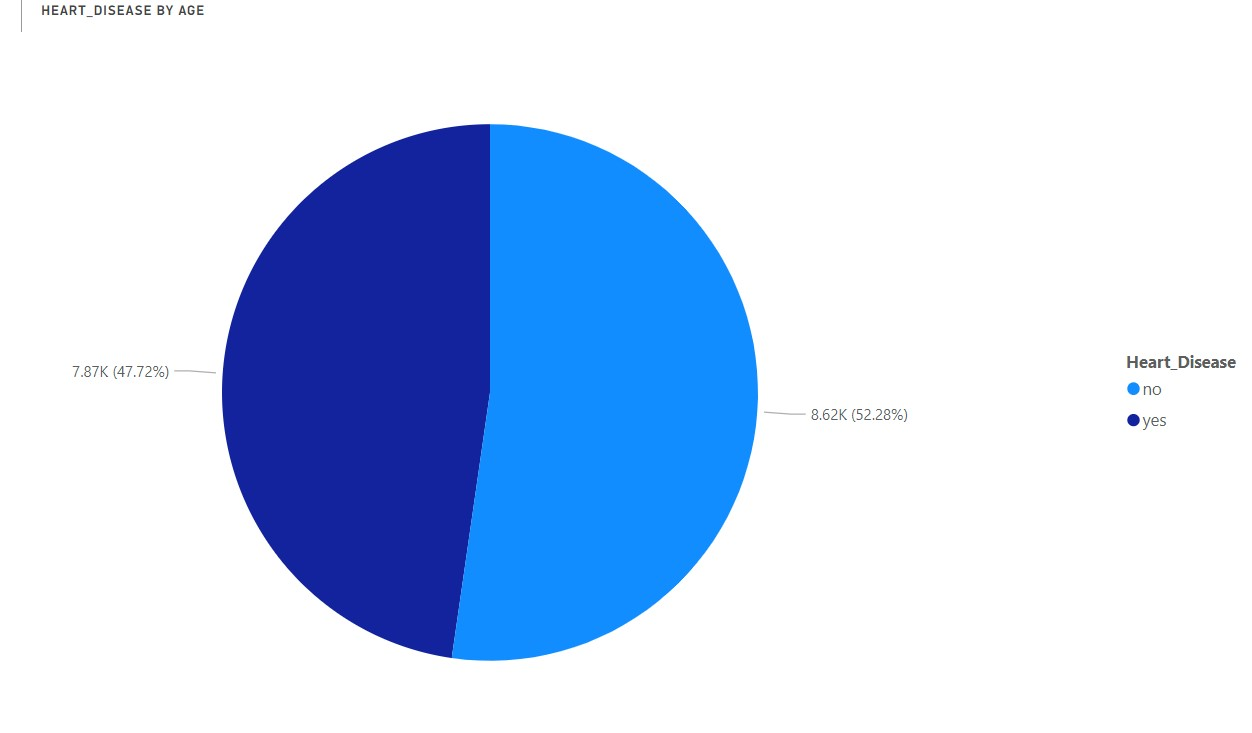 HEART_DISEASE BY AGE
7.87K (47.72%)
8.62K (52.28%)
Heart_Disease
no
yes